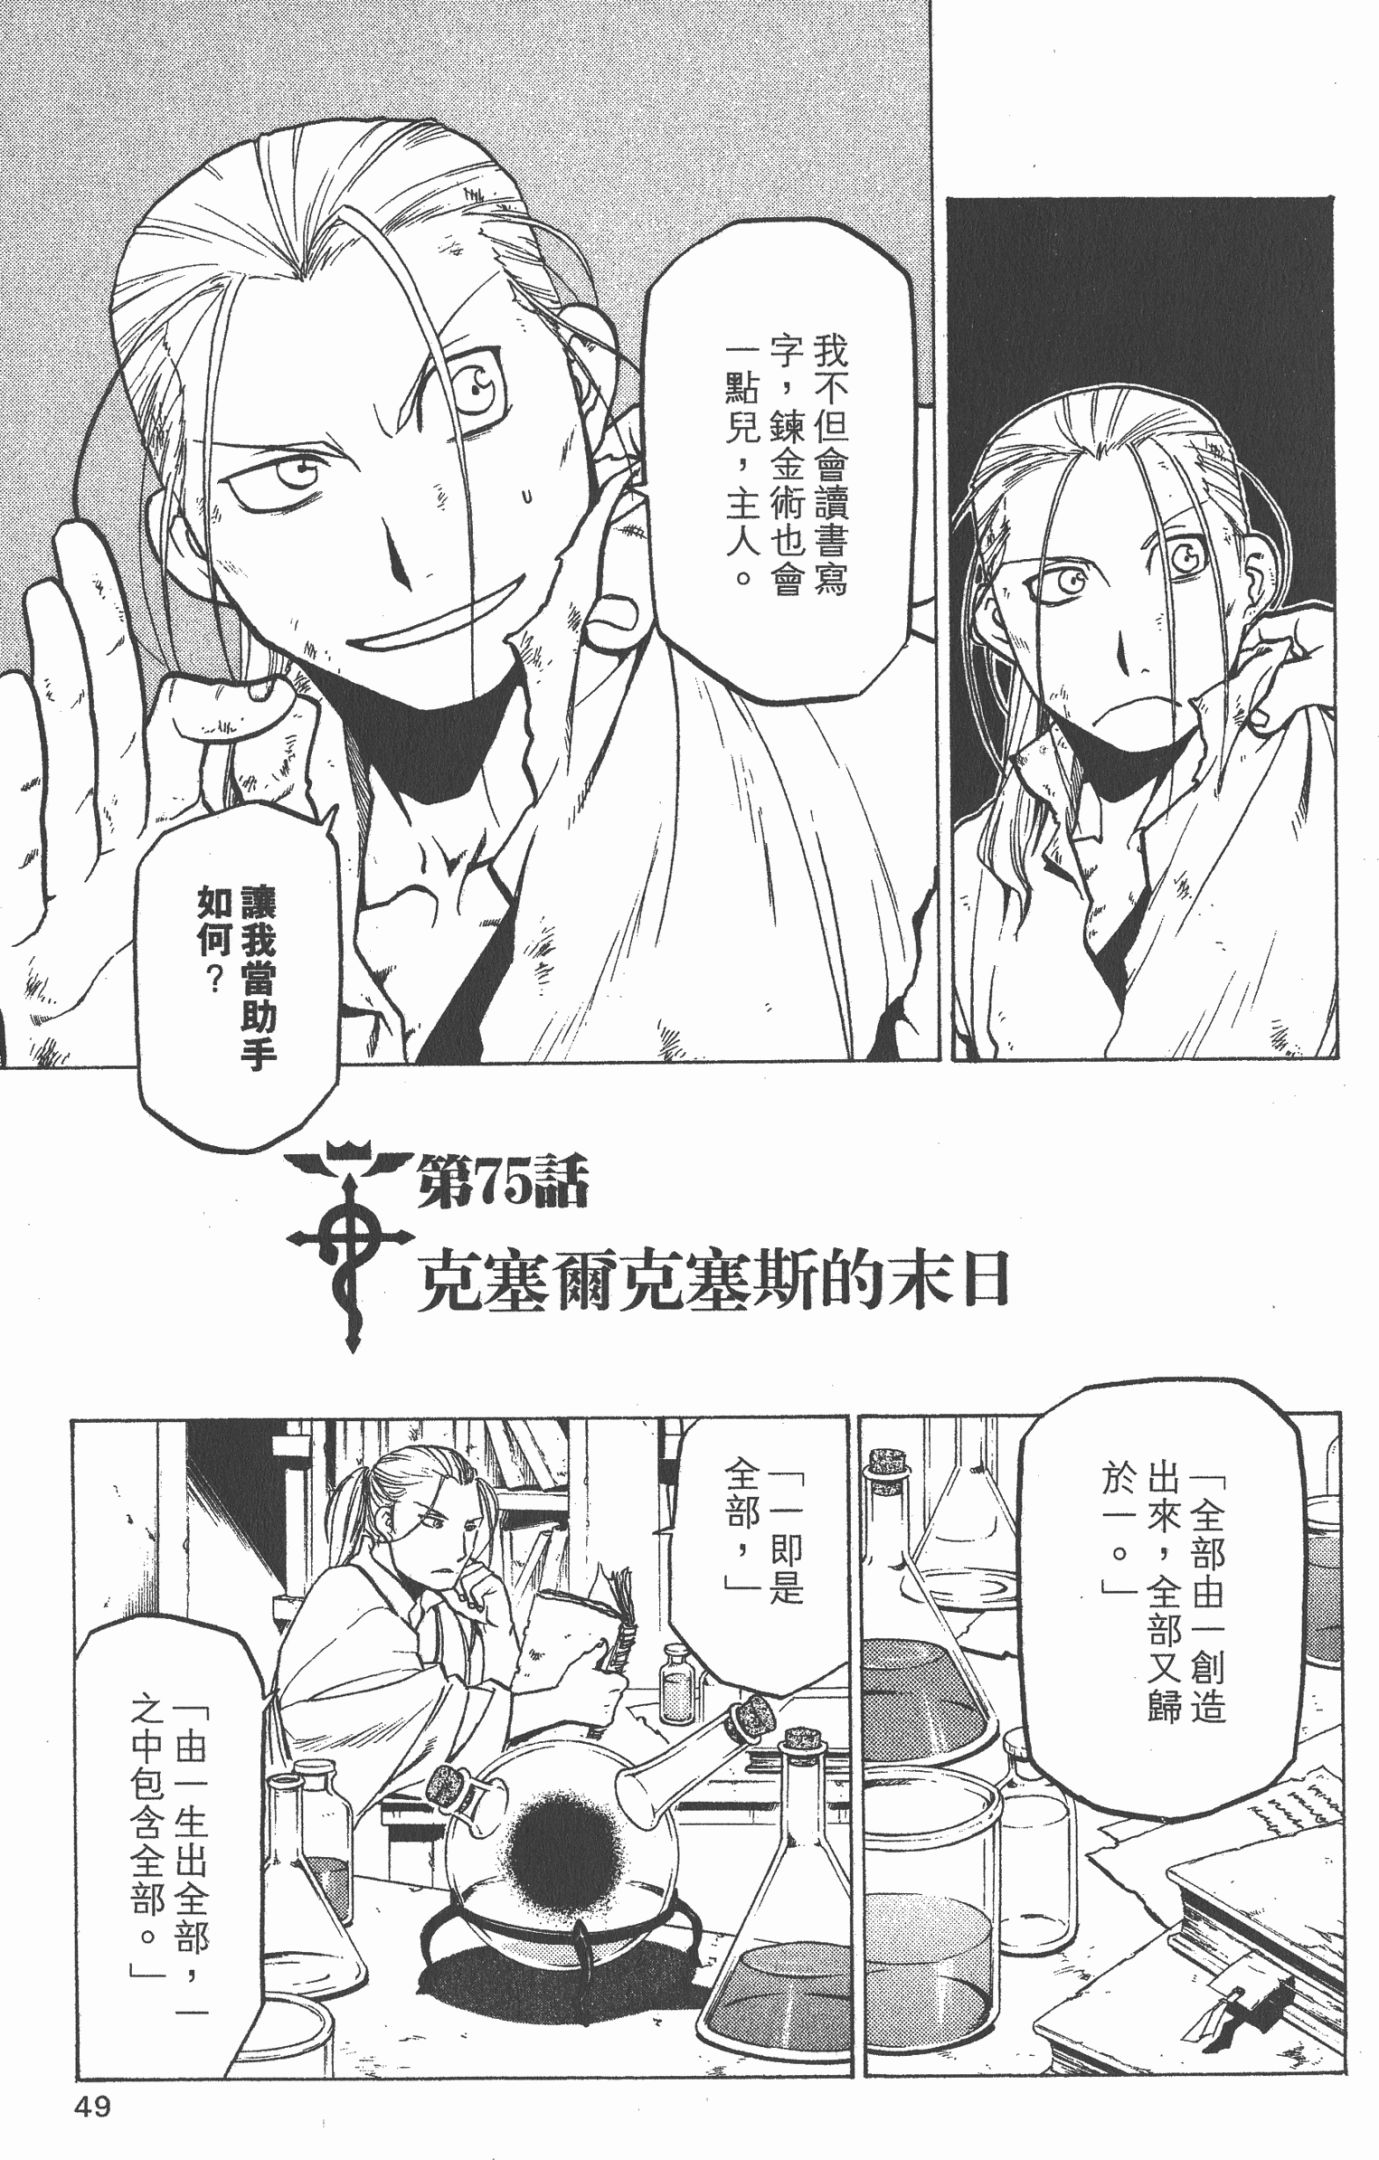 我不但會讀書寫
字，鍊金術也會
一點兒，主人。
讓我當助手
如何？
第75話
克塞爾克塞斯的末日
「全部由一創造
出來，全部又歸
於一。」
「一即是
全部，」
「由一生出全部，一
之中包含全部。」
49